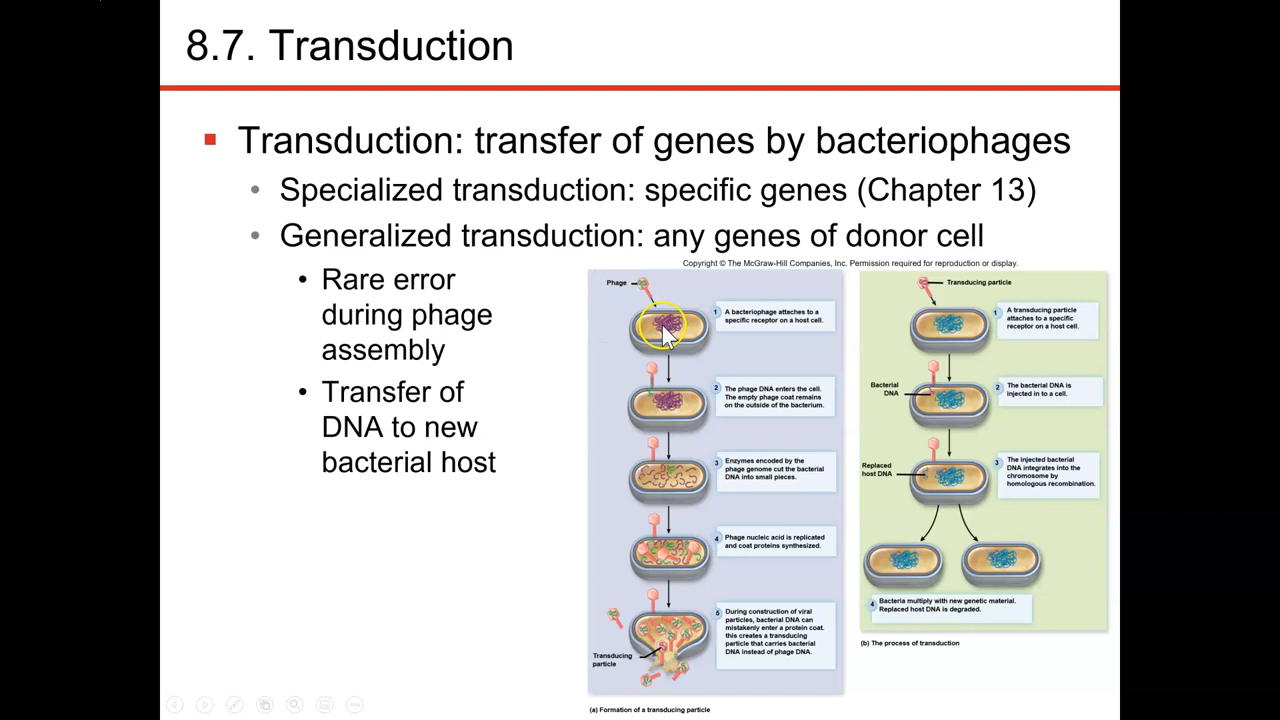 8.7. Transduction
Transduction: transfer of genes by bacteriophages
Specialized transduction: specific genes (Chapter 13)
Generalized transduction: any genes of donor cell
Rare error
during phage
assembly
Transfer of
DNA to new
bacterial host
Copyright © The McGraw-Hill Companies, Inc. Permission required for reproduction or display.
Phage
1
A bacteriophage attaches to a
specific receptor on a host cell.
2
The phage DNA enters the cell.
The empty phage coat remains
on the outside of the bacterium.
3
Enzymes encoded by the
phage genome cut the bacterial
DNA into small pieces.
4
Phage nucleic acid is replicated
and coat proteins synthesized.
5
During construction of viral
particles, bacterial DNA can
mistakenly enter a protein coat.
this creates a transducing
particle that carries bacterial
DNA instead of phage DNA.
Transducing
particle
(a) Formation of a transducing particle
Transducing particle
1
A transducing particle
attaches to a specific
receptor on a host cell.
Bacterial
DNA
2
The bacterial DNA is
injected in to a cell.
Replaced
host DNA
3
The injected bacterial
DNA integrates into the
chromosome by
homologous recombination.
4
Bacteria multiply with new genetic material.
Replaced host DNA is degraded.
(b) The process of transduction